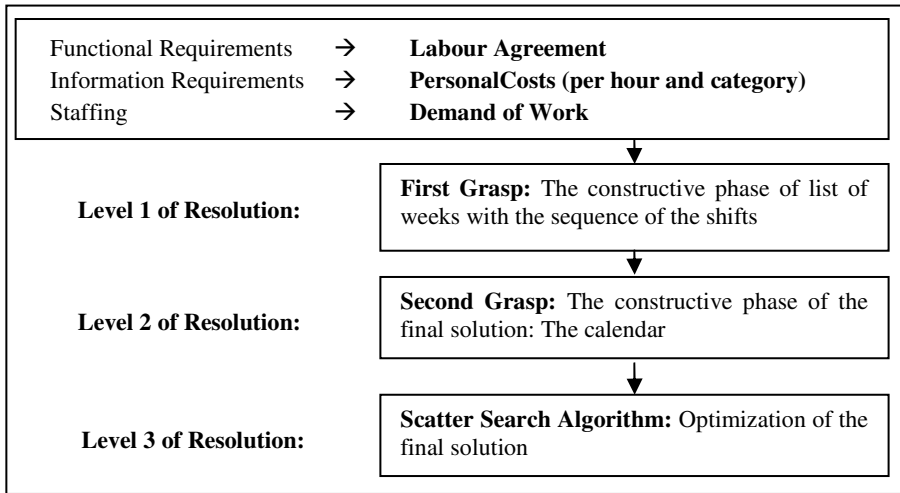 Functional Requirements → Labour Agreement
Information Requirements → PersonalCosts (per hour and category)
Staffing → Demand of Work
Level 1 of Resolution:
First Grasp: The constructive phase of list of
weeks with the sequence of the shifts
Level 2 of Resolution:
Second Grasp: The constructive phase of the
final solution: The calendar
Level 3 of Resolution:
Scatter Search Algorithm: Optimization of the
final solution